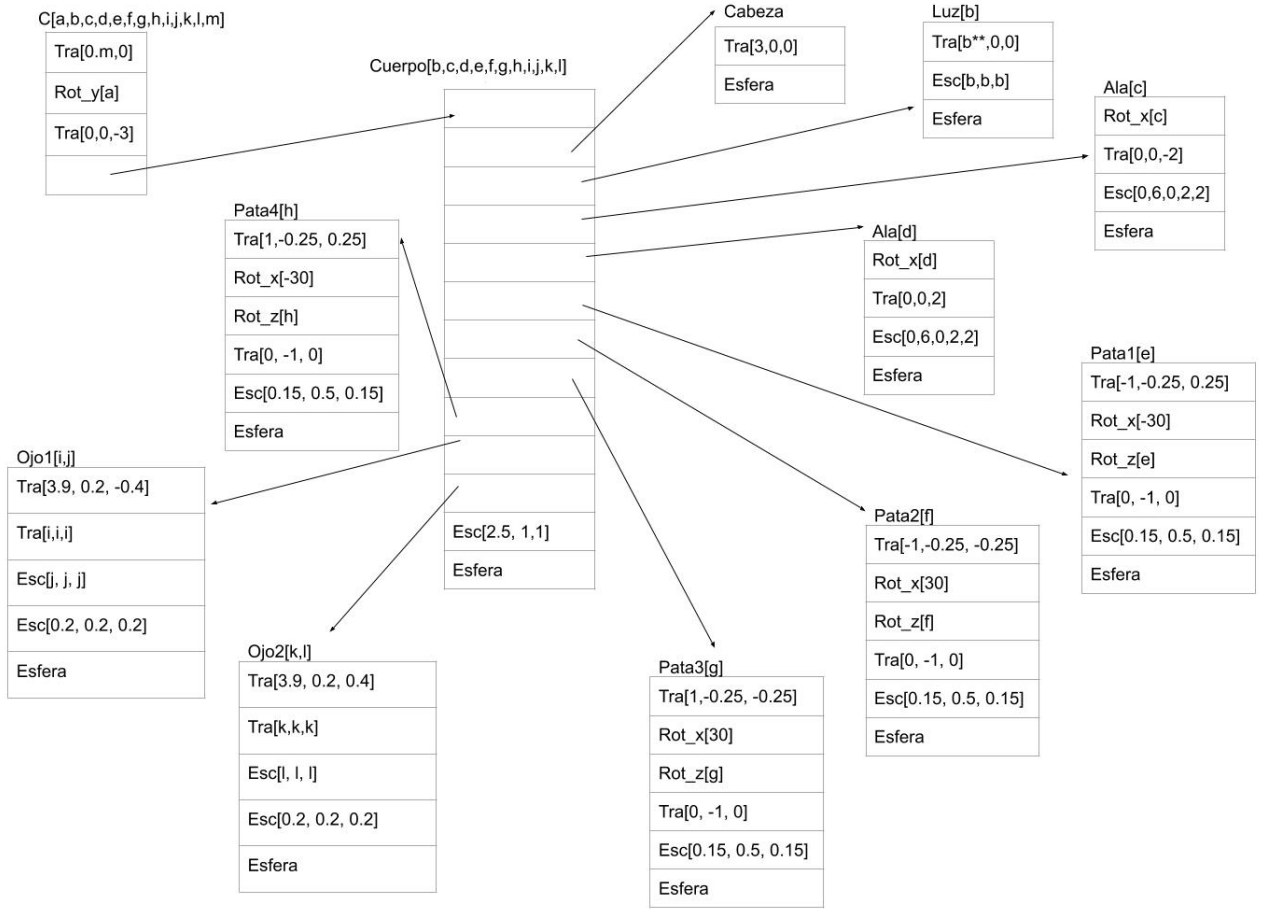 C[a,b,c,d,e,f,g,h,i,j,k,l,m]
Tra[0.m,0]
Rot_y[a]
Tra[0,0,-3]
Cuerpo[b,c,d,e,f,g,h,i,j,k,l]
Esc[2.5, 1,1]
Esfera
Cabeza
Tra[3,0,0]
Esfera
Luz[b]
Tra[b**,0,0]
Esc[b,b,b]
Esfera
Ala[c]
Rot_x[c]
Tra[0,0,-2]
Esc[0,6,0,2,2]
Esfera
Ala[d]
Rot_x[d]
Tra[0,0,2]
Esc[0,6,0,2,2]
Esfera
Pata1[e]
Tra[-1,-0.25, 0.25]
Rot_x[-30]
Rot_z[e]
Tra[0, -1, 0]
Esc[0.15, 0.5, 0.15]
Esfera
Pata2[f]
Tra[-1,-0.25, -0.25]
Rot_x[30]
Rot_z[f]
Tra[0, -1, 0]
Esc[0.15, 0.5, 0.15]
Esfera
Pata3[g]
Tra[1,-0.25, -0.25]
Rot_x[30]
Rot_z[g]
Tra[0, -1, 0]
Esc[0.15, 0.5, 0.15]
Esfera
Pata4[h]
Tra[1,-0.25, 0.25]
Rot_x[-30]
Rot_z[h]
Tra[0, -1, 0]
Esc[0.15, 0.5, 0.15]
Esfera
Ojo1[i,j]
Tra[3.9, 0.2, -0.4]
Tra[i,i,i]
Esc[j, j, j]
Esc[0.2, 0.2, 0.2]
Esfera
Ojo2[k,l]
Tra[3.9, 0.2, 0.4]
Tra[k,k,k]
Esc[l, l, l]
Esc[0.2, 0.2, 0.2]
Esfera